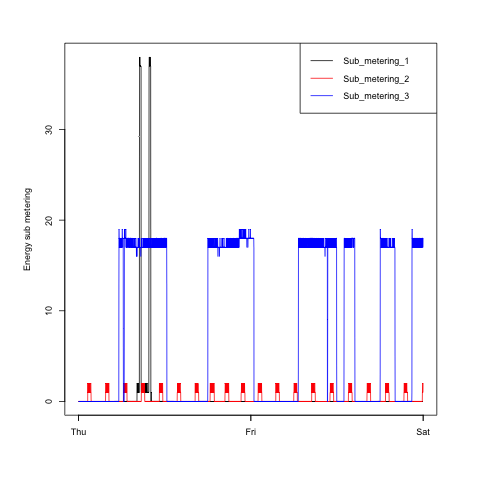 Sub_metering_1
Sub_metering_2
Sub_metering_3
Energy sub metering
30
20
10
0
Thu Fri Sat